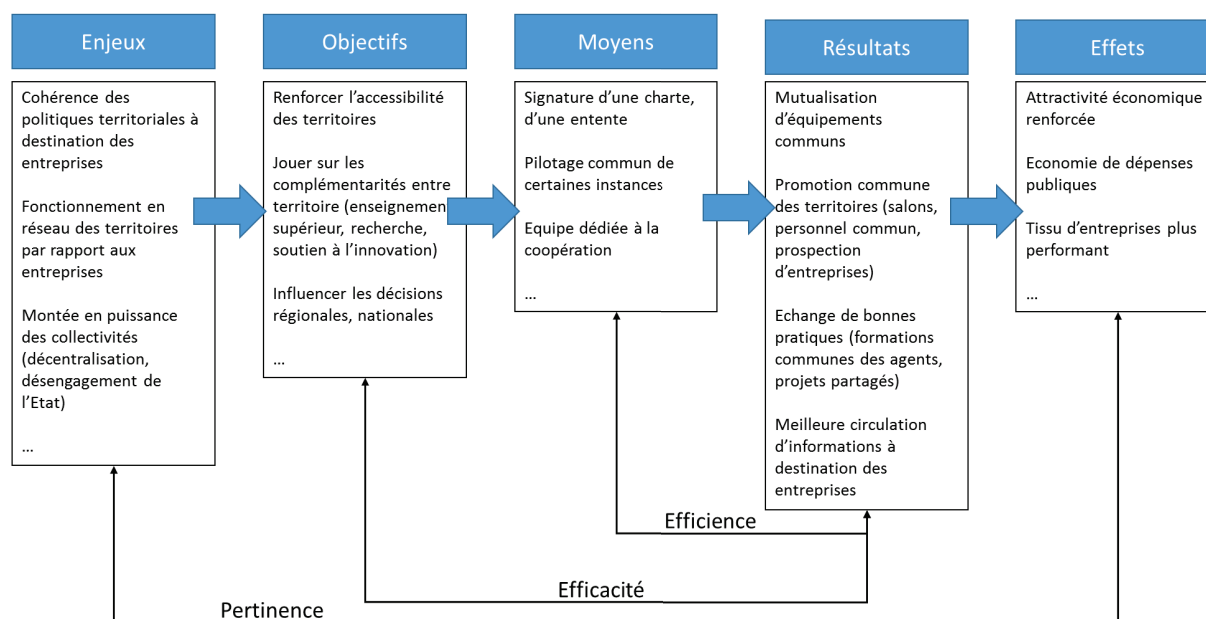 Enjeux
Cohérence des
politiques territoriales à
destination des
entreprises
Fonctionnement en
réseau des territoires
par rapport aux
entreprises
Montée en puissance
des collectivités
(décentralisation,
désengagement de
l’Etat)
...
Objectifs
Renforcer l’accessibilité
des territoires
Jouer sur les
complémentarités entre
territoire (enseignement
supérieur, recherche,
soutien à l’innovation)
Influencer les décisions
régionales, nationales
...
Moyens
Signature d’une charte,
d’une entente
Pilotage commun de
certaines instances
Equipe dédiée à la
coopération
...
Résultats
Mutualisation
d’équipements
communs
Promotion commune
des territoires (salons,
personnel commun,
prospection
d’entreprises)
Echange de bonnes
pratiques (formations
communes des agents,
projets partagés)
Meilleure circulation
d’informations à
destination des
entreprises
Effets
Attractivité économique
renforcée
Economie de dépenses
publiques
Tissu d’entreprises plus
performant
...
Efficience
Efficacité
Pertinence